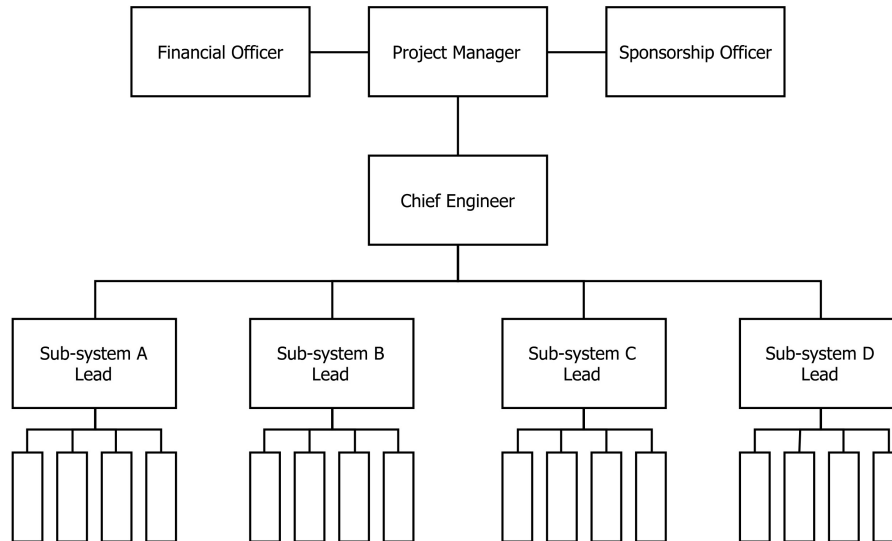 Financial Officer
Project Manager
Sponsorship Officer
Chief Engineer
Sub-system A
Lead
Sub-system B
Lead
Sub-system C
Lead
Sub-system D
Lead